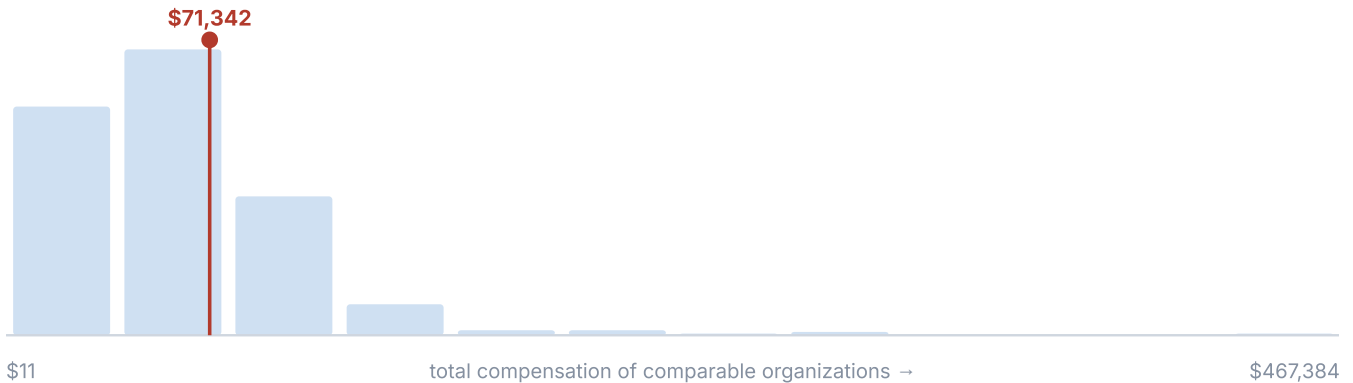 $71,342
$11 total compensation of comparable organizations → $467,384